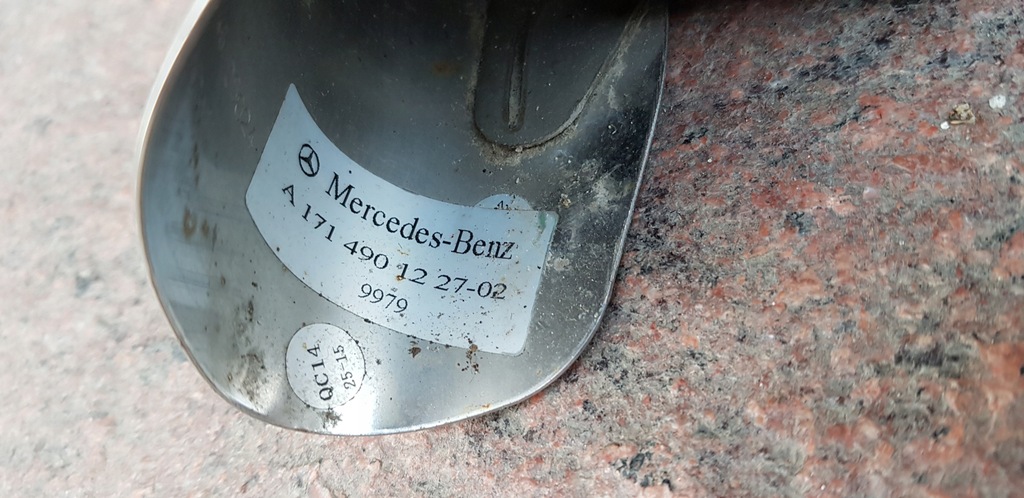 Mercedes-Benz
A 171 490 12 27-02
9979
QC14
25-15